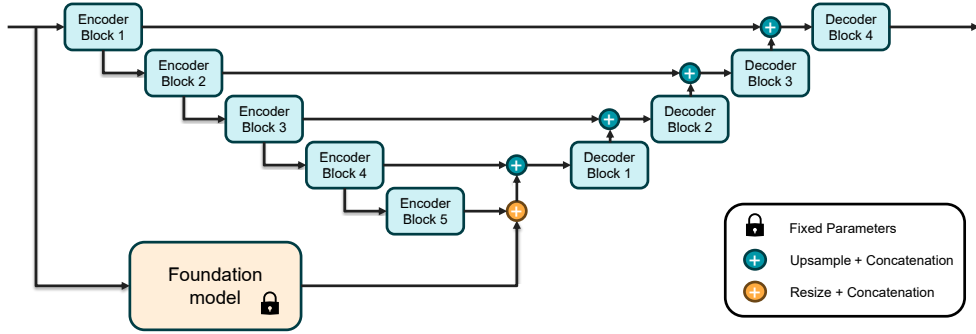 Encoder
Block 1
Decoder
Block 4
Encoder
Block 2
Decoder
Block 3
Encoder
Block 3
Decoder
Block 2
Encoder
Block 4
Decoder
Block 1
Encoder
Block 5
Foundation
model
Fixed Parameters
Upsample + Concatenation
Resize + Concatenation